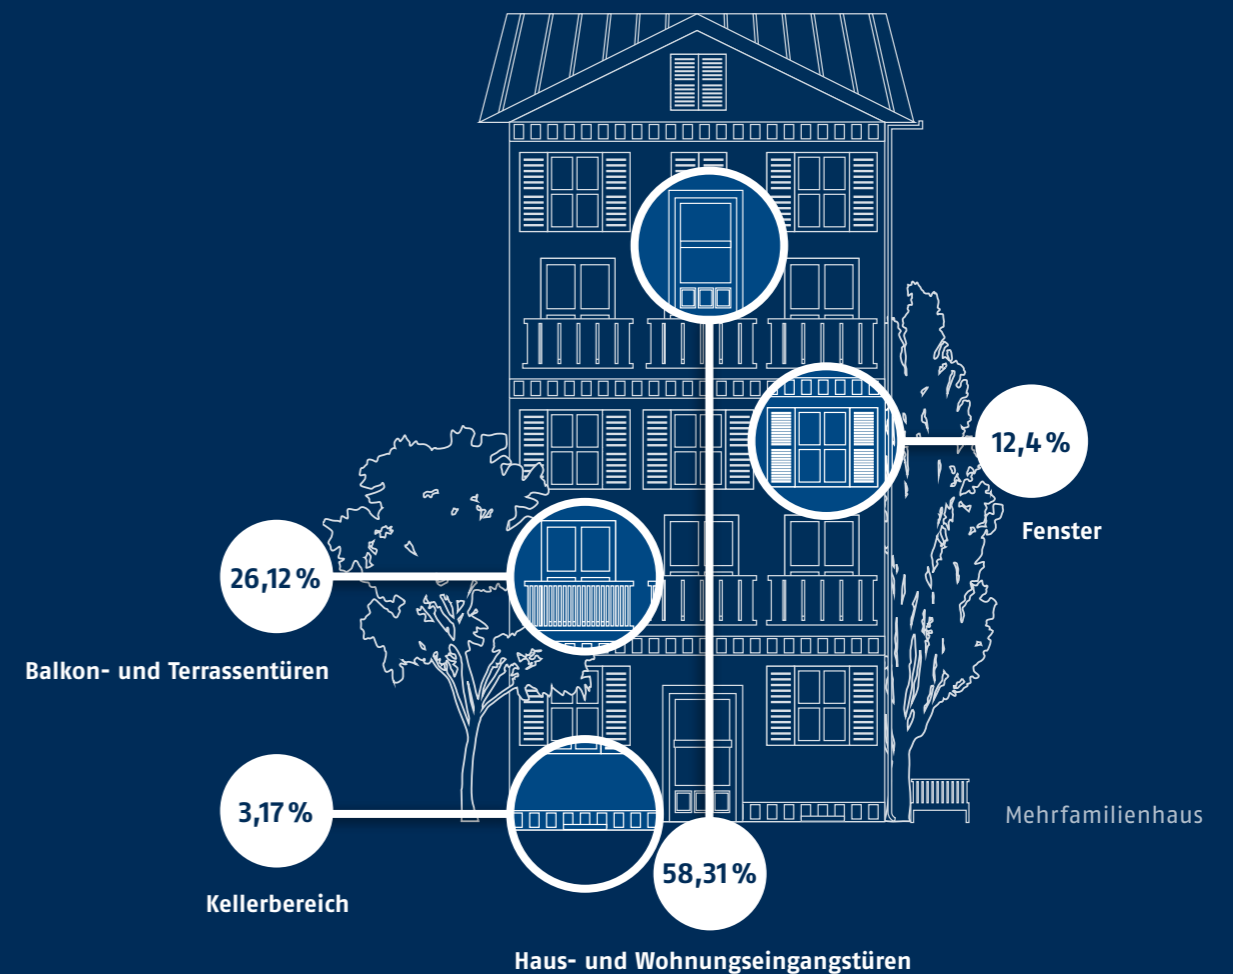 12,4 %
Fenster
26,12 %
Balkon- und Terrassentüren
3,17 %
Mehrfamilienhaus
58,31 %
Kellerbereich
Haus- und Wohnungseingangstüren